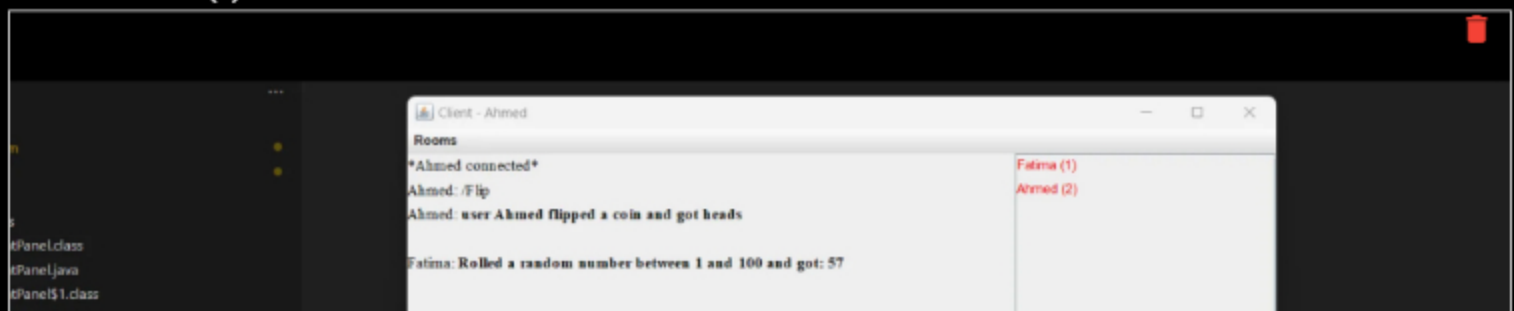 Client - Ahmed
Rooms
*Ahmed connected*
Ahmed: /Flip
Ahmed: user Ahmed flipped a coin and got heads
Fatima: Rolled a random number between 1 and 100 and got: 57
Fatima (1)
Ahmed (2)
...
tPanel.class
tPanel.java
tPanel$1.class